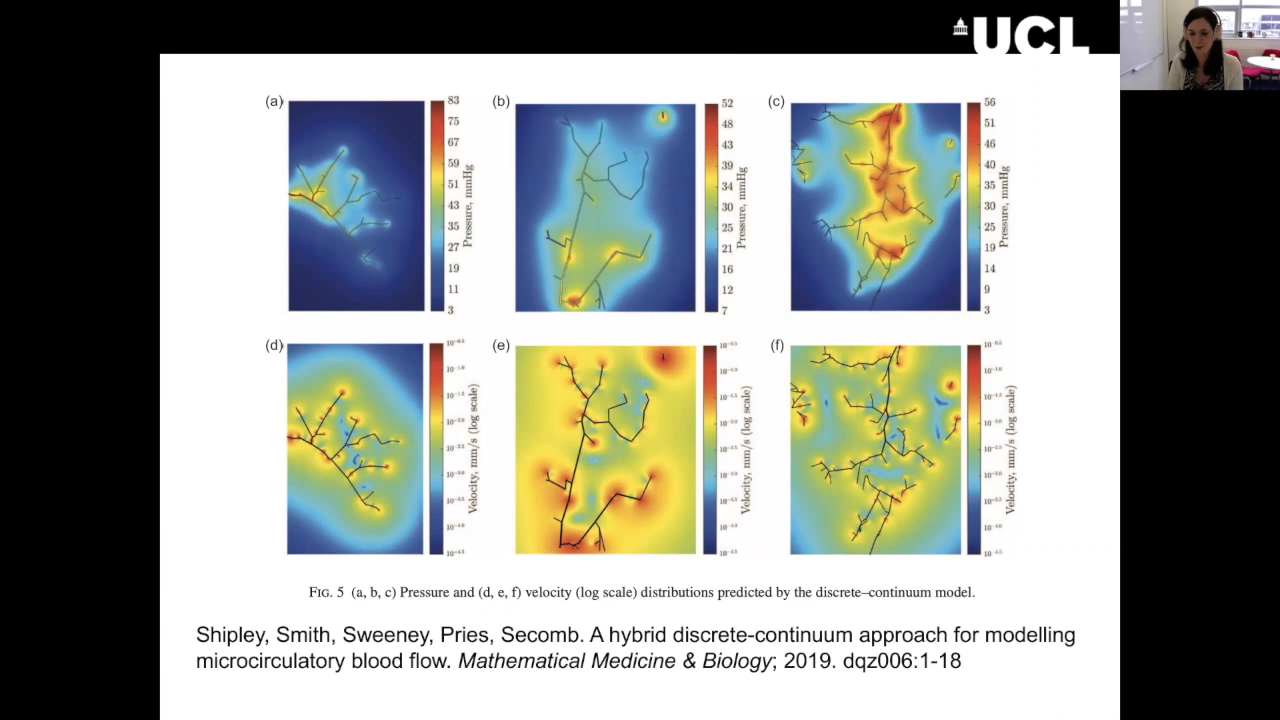 UCL
(a)
83
75
67
59
51
43
35
27
19
11
3
Pressure, mmHg
(b)
52
48
43
39
34
30
25
21
16
12
7
Pressure, mmHg
(c)
56
51
46
40
35
30
25
19
14
9
3
Pressure, mmHg
(d)
Velocity, mm/s (log scale)
(e)
Velocity, mm/s (log scale)
(f)
Velocity, mm/s (log scale)
FIG. 5 (a, b, c) Pressure and (d, e, f) velocity (log scale) distributions predicted by the discrete–continuum model.
Shipley, Smith, Sweeney, Pries, Secomb. A hybrid discrete-continuum approach for modelling
microcirculatory blood flow. Mathematical Medicine & Biology; 2019. dqz006:1-18